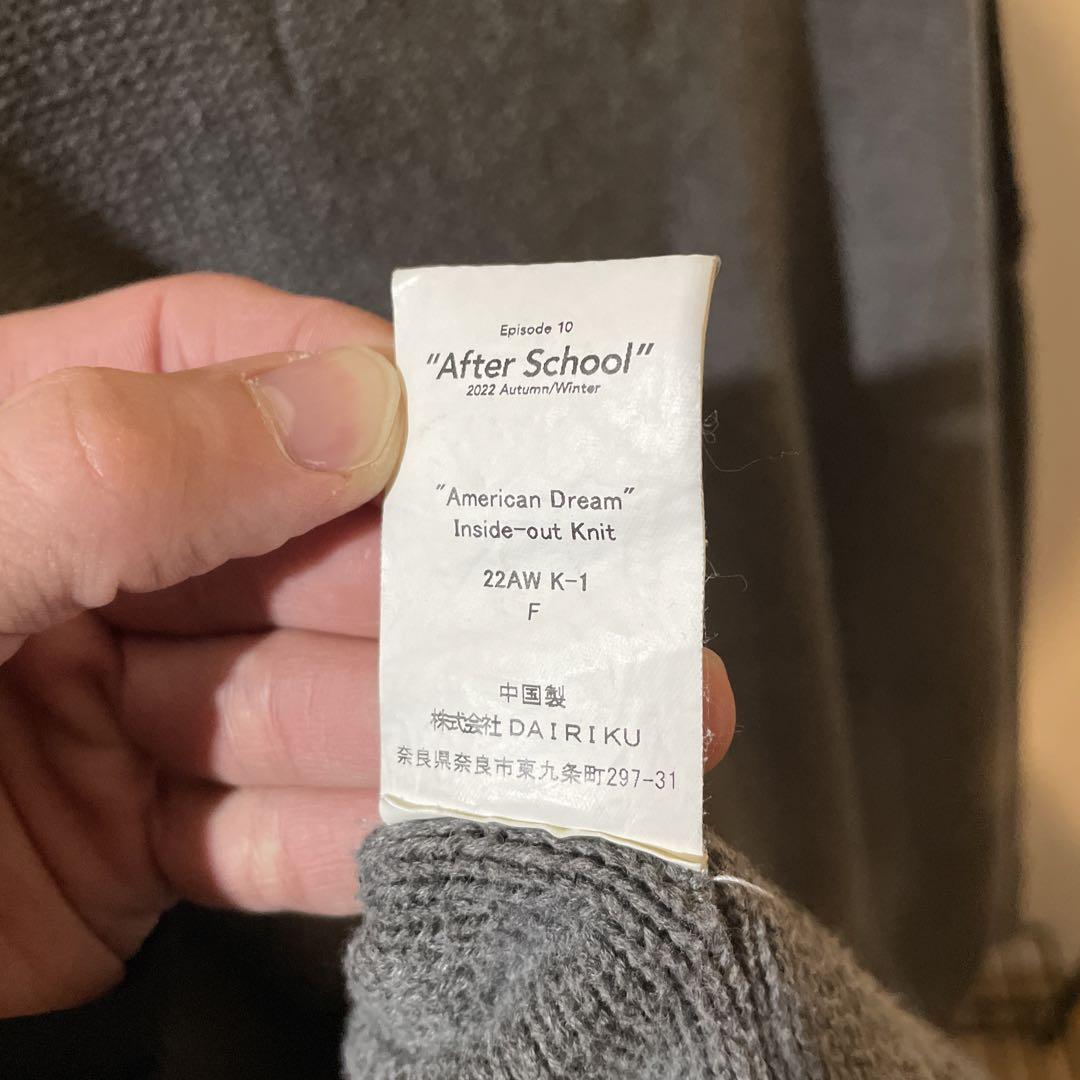 Episode 10
"After School"
2022 Autumn/Winter
"American Dream"
Inside-out Knit
22AW K-1
F
中国製
株式会社 DAIRIKU
奈良県奈良市東九条町297-31